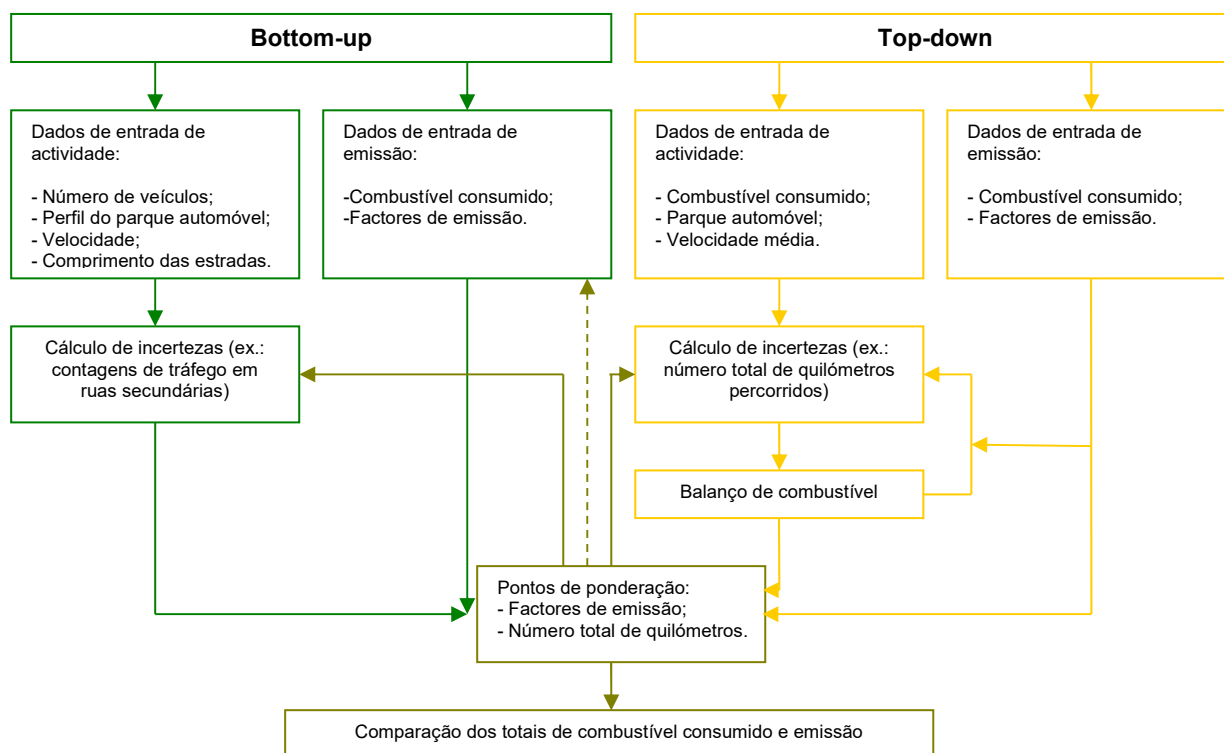 Bottom-up
Top-down
Dados de entrada de
actividade:
- Número de veículos;
- Perfil do parque automóvel;
- Velocidade;
- Comprimento das estradas.
Dados de entrada de
emissão:
-Combustível consumido;
-Factores de emissão.
Dados de entrada de
actividade:
- Combustível consumido;
- Parque automóvel;
- Velocidade média.
Dados de entrada de
emissão:
- Combustível consumido;
- Factores de emissão.
Cálculo de incertezas (ex.:
contagens de tráfego em
ruas secundárias)
Cálculo de incertezas (ex.:
número total de quilómetros
percorridos)
Balanço de combustível
Pontos de ponderação:
- Factores de emissão;
- Número total de quilómetros.
Comparação dos totais de combustível consumido e emissão